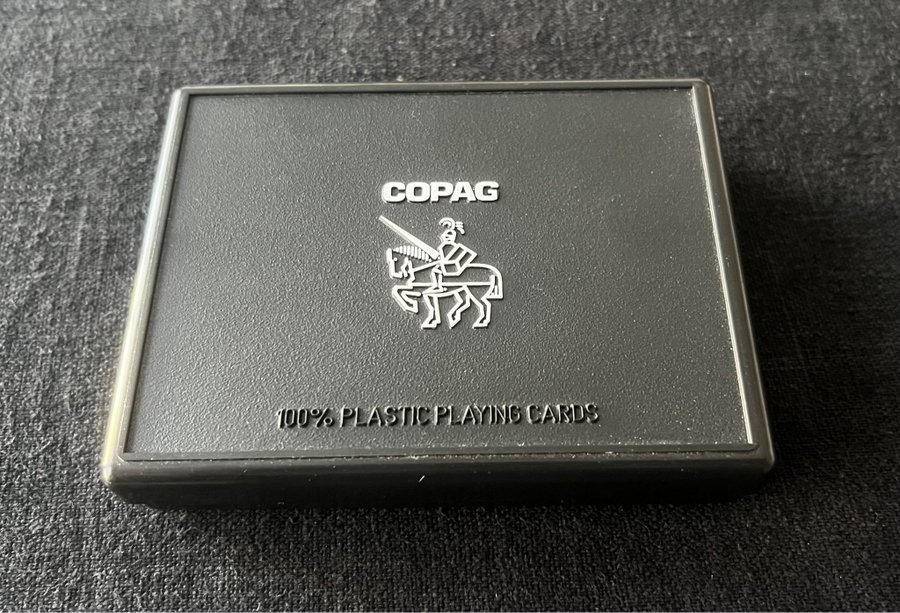 COPAG
100% PLASTIC PLAYING CARDS